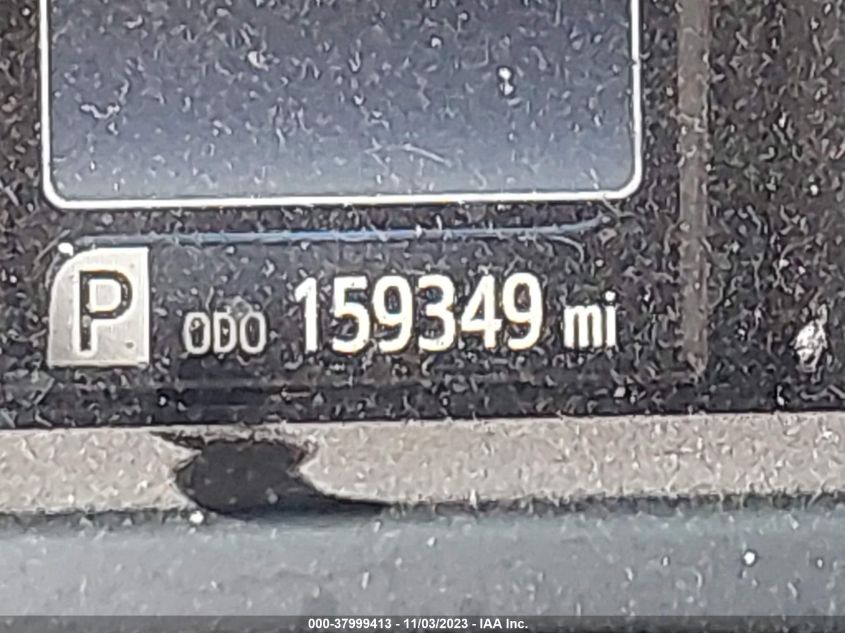 P ODO 159349 mi
000-37999413 - 11/03/2023 - IAA Inc.